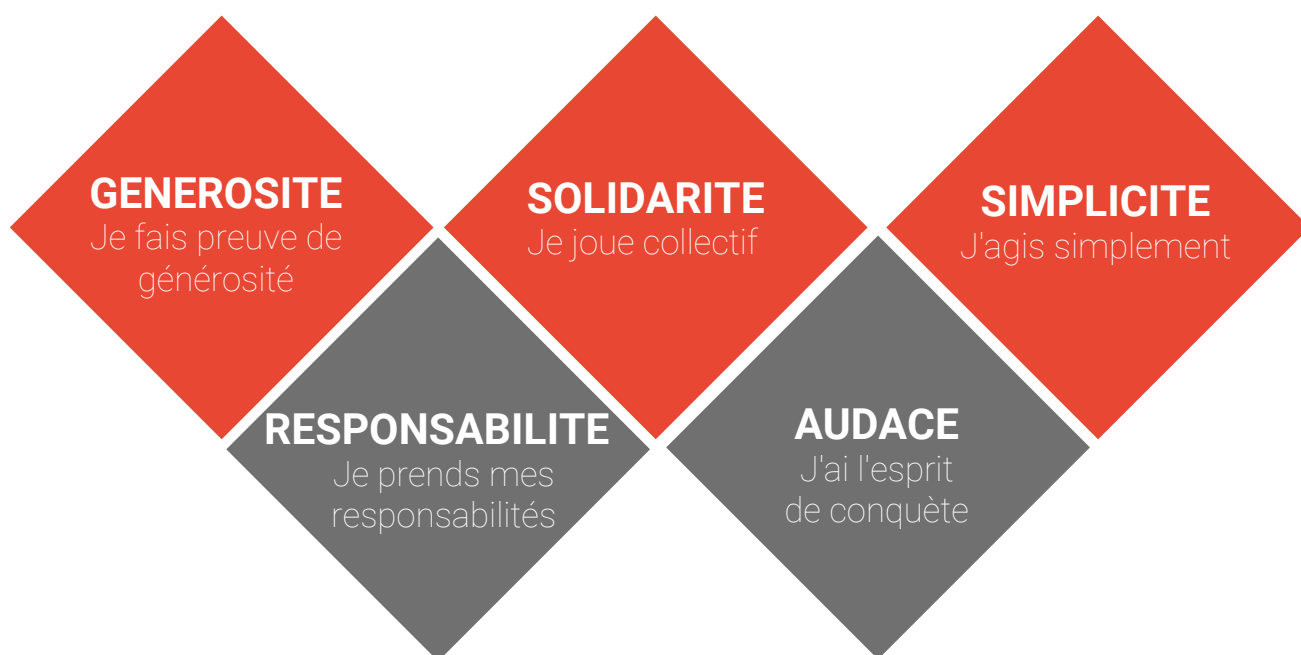 GENEROSITE
Je fais preuve de
générosité
SOLIDARITE
Je joue collectif
SIMPLICITE
J'agis simplement
RESPONSABILITE
Je prends mes
responsabilités
AUDACE
J'ai l'esprit
de conquète